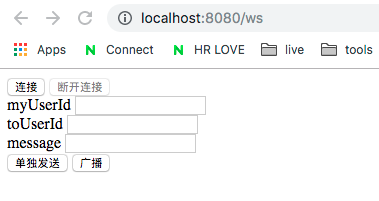 localhost:8080/ws
Apps Connect HR LOVE live tools
连接 断开连接
myUserId
toUserId
message
单独发送 广播